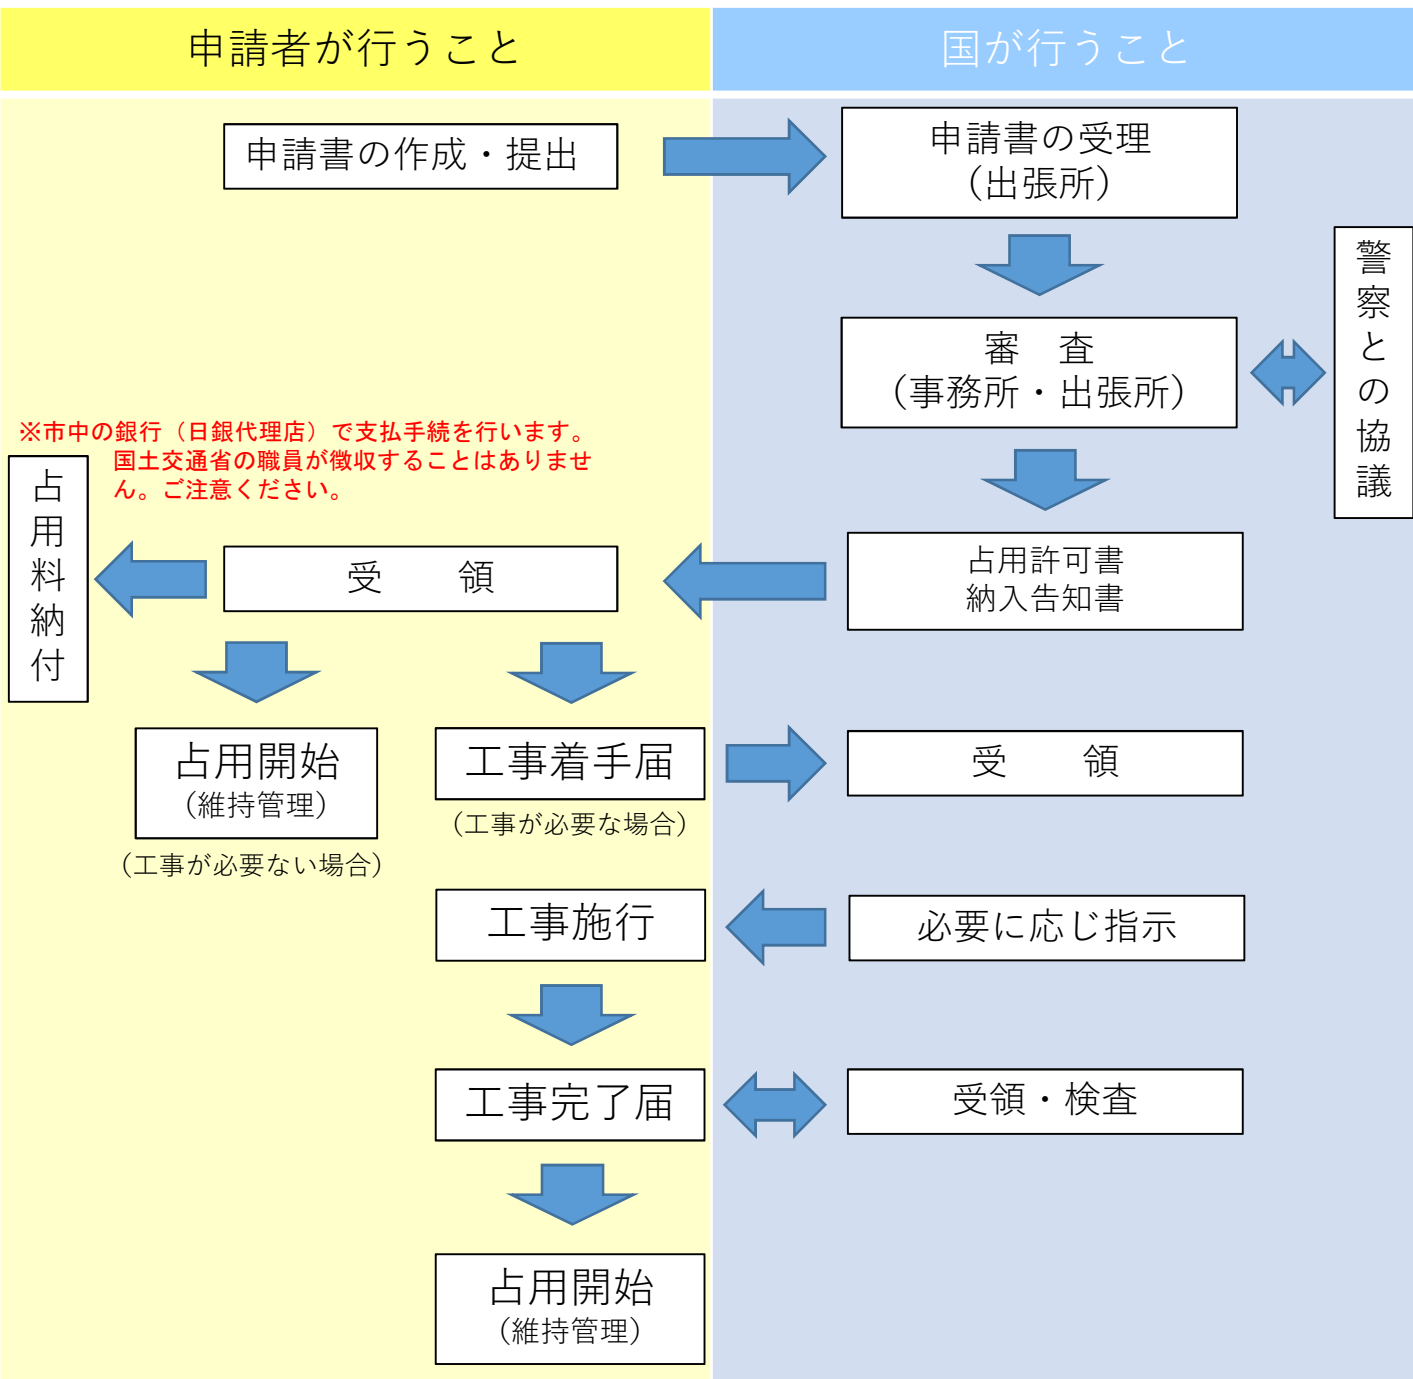 申請者が行うこと
国が行うこと
申請書の作成・提出
申請書の受理
（出張所）
審　査
（事務所・出張所）
警察との協議
※市中の銀行（日銀代理店）で支払手続を行います。
国土交通省の職員が徴収することはありませ
ん。ご注意ください。
占用料納付
受　　領
占用許可書
納入告知書
占用開始
（維持管理）
（工事が必要ない場合）
工事着手届
（工事が必要な場合）
受　　領
工事施行
必要に応じ指示
工事完了届
受領・検査
占用開始
（維持管理）